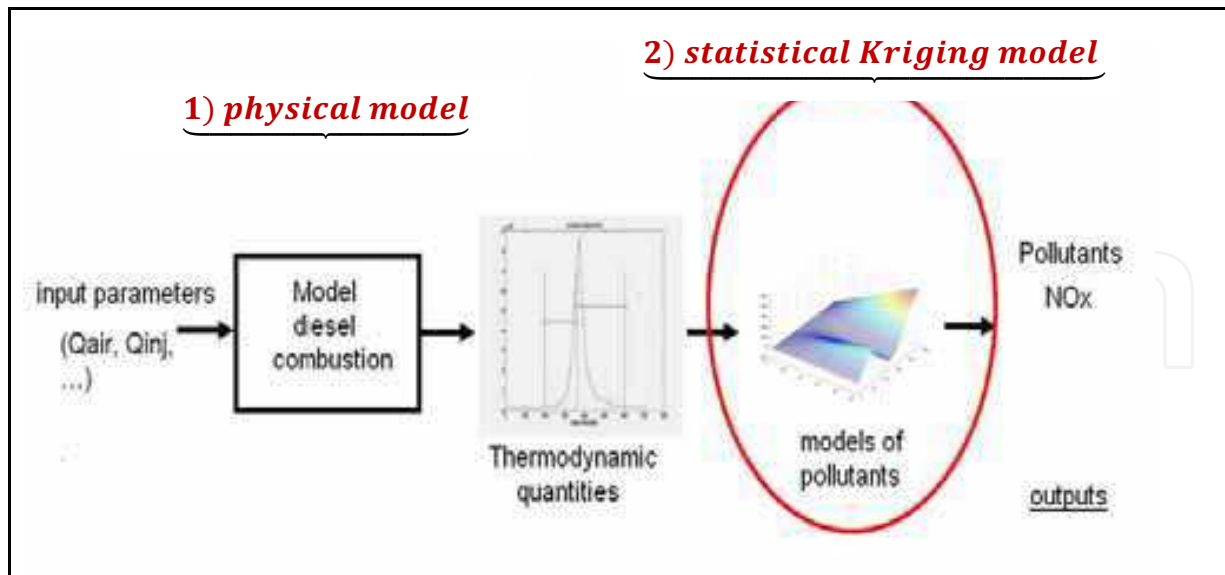 2) statistical Kriging model
1) physical model
input parameters
(Qair, Qinj,
...)
Model
diesel
combustion
Thermodynamic
quantities
models of
pollutants
Pollutants
NOx
outputs